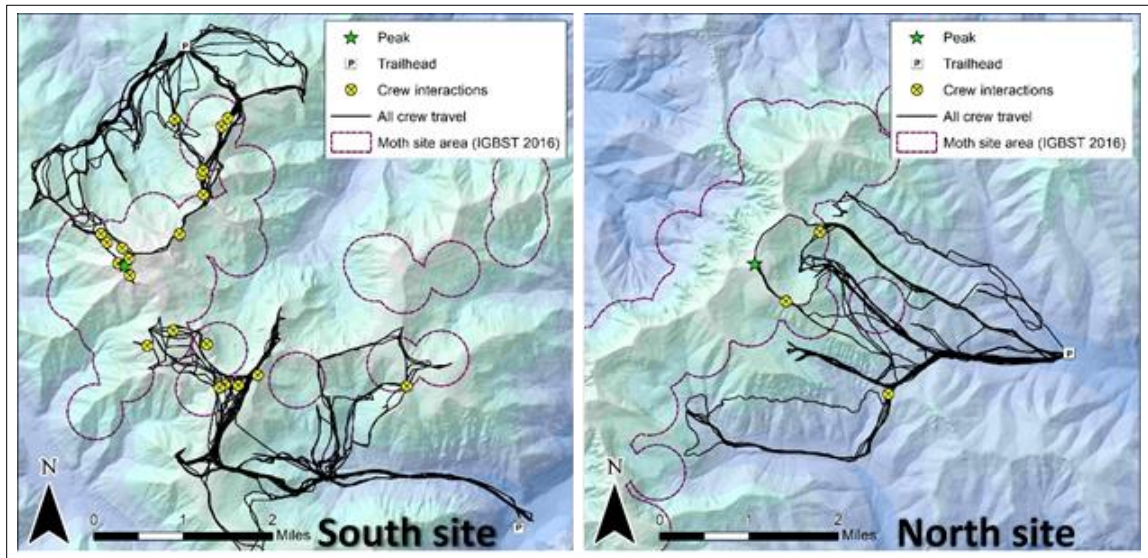 P
Peak
P Trailhead
Crew interactions
All crew travel
Moth site area (IGBST 2016)
P
N
0 1 2
Miles
South site
Peak
P Trailhead
Crew interactions
All crew travel
Moth site area (IGBST 2016)
P
N
0 1 2
Miles
North site